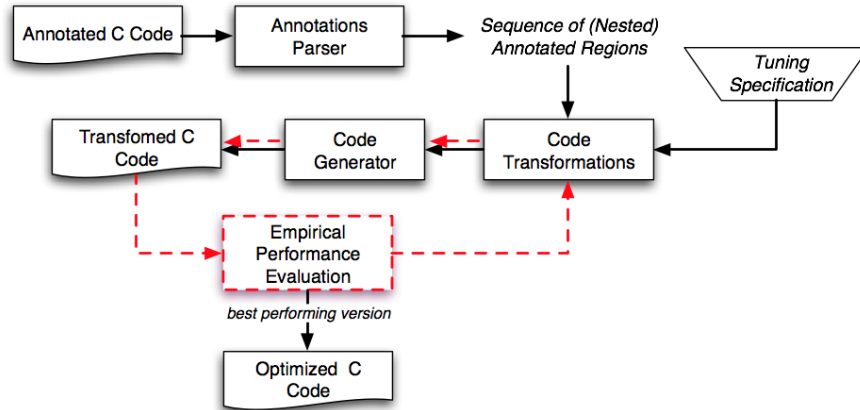 Annotated C Code
Annotations
Parser
Sequence of (Nested)
Annotated Regions
Tuning
Specification
Transfomed C
Code
Code
Generator
Code
Transformations
Empirical
Performance
Evaluation
best performing version
Optimized C
Code